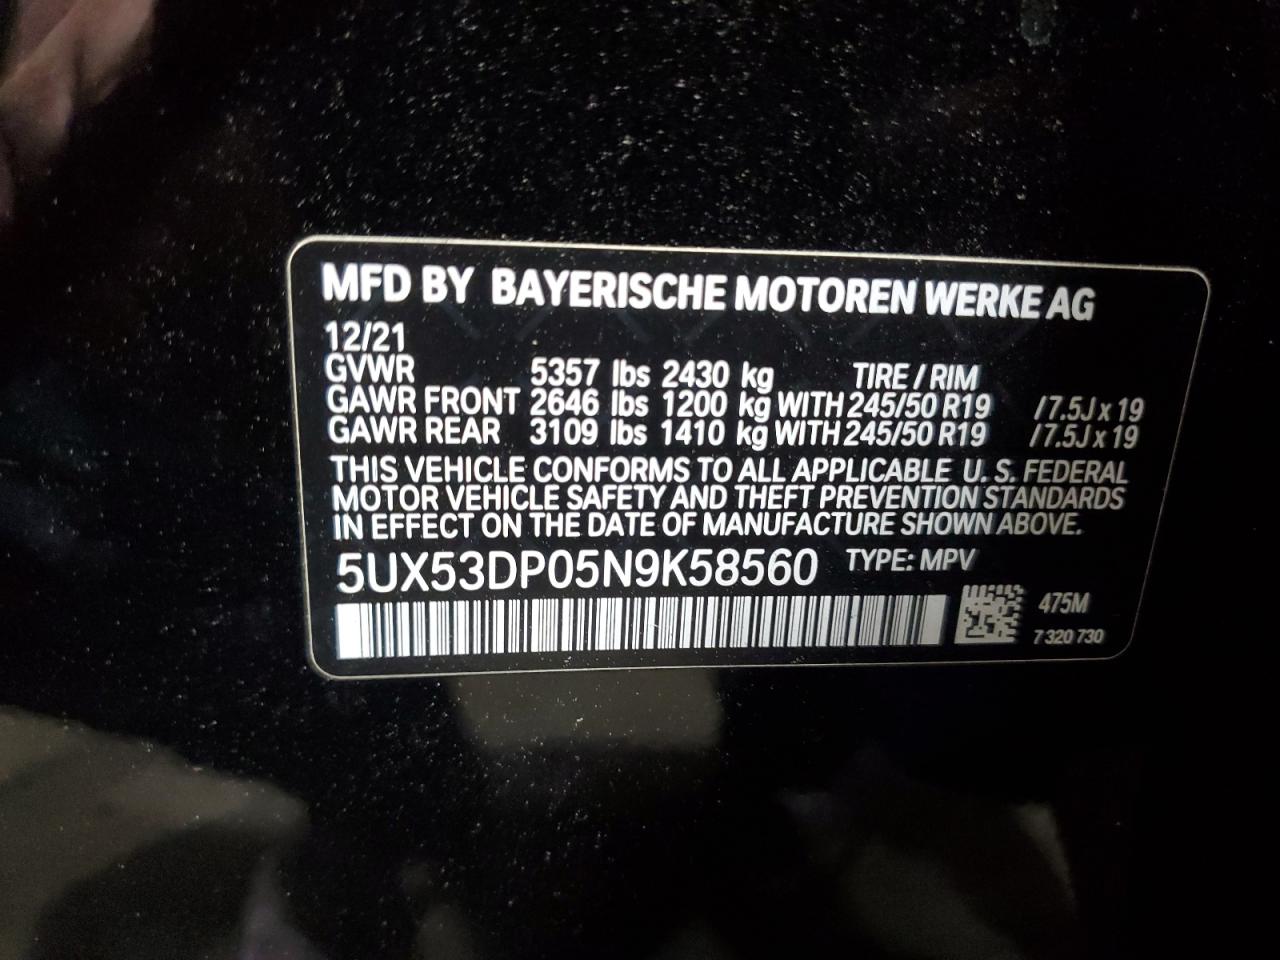 MFD BY BAYERISCHE MOTOREN WERKE AG
12/21
GVWR 5357 lbs 2430 kg TIRE / RIM
GAWR FRONT 2646 lbs 1200 kg WITH 245/50 R19 /7.5J x 19
GAWR REAR 3109 lbs 1410 kg WITH 245/50 R19 /7.5J x 19
THIS VEHICLE CONFORMS TO ALL APPLICABLE U. S. FEDERAL
MOTOR VEHICLE SAFETY AND THEFT PREVENTION STANDARDS
IN EFFECT ON THE DATE OF MANUFACTURE SHOWN ABOVE.
5UX53DP05N9K58560 TYPE: MPV
475M
7 320 730